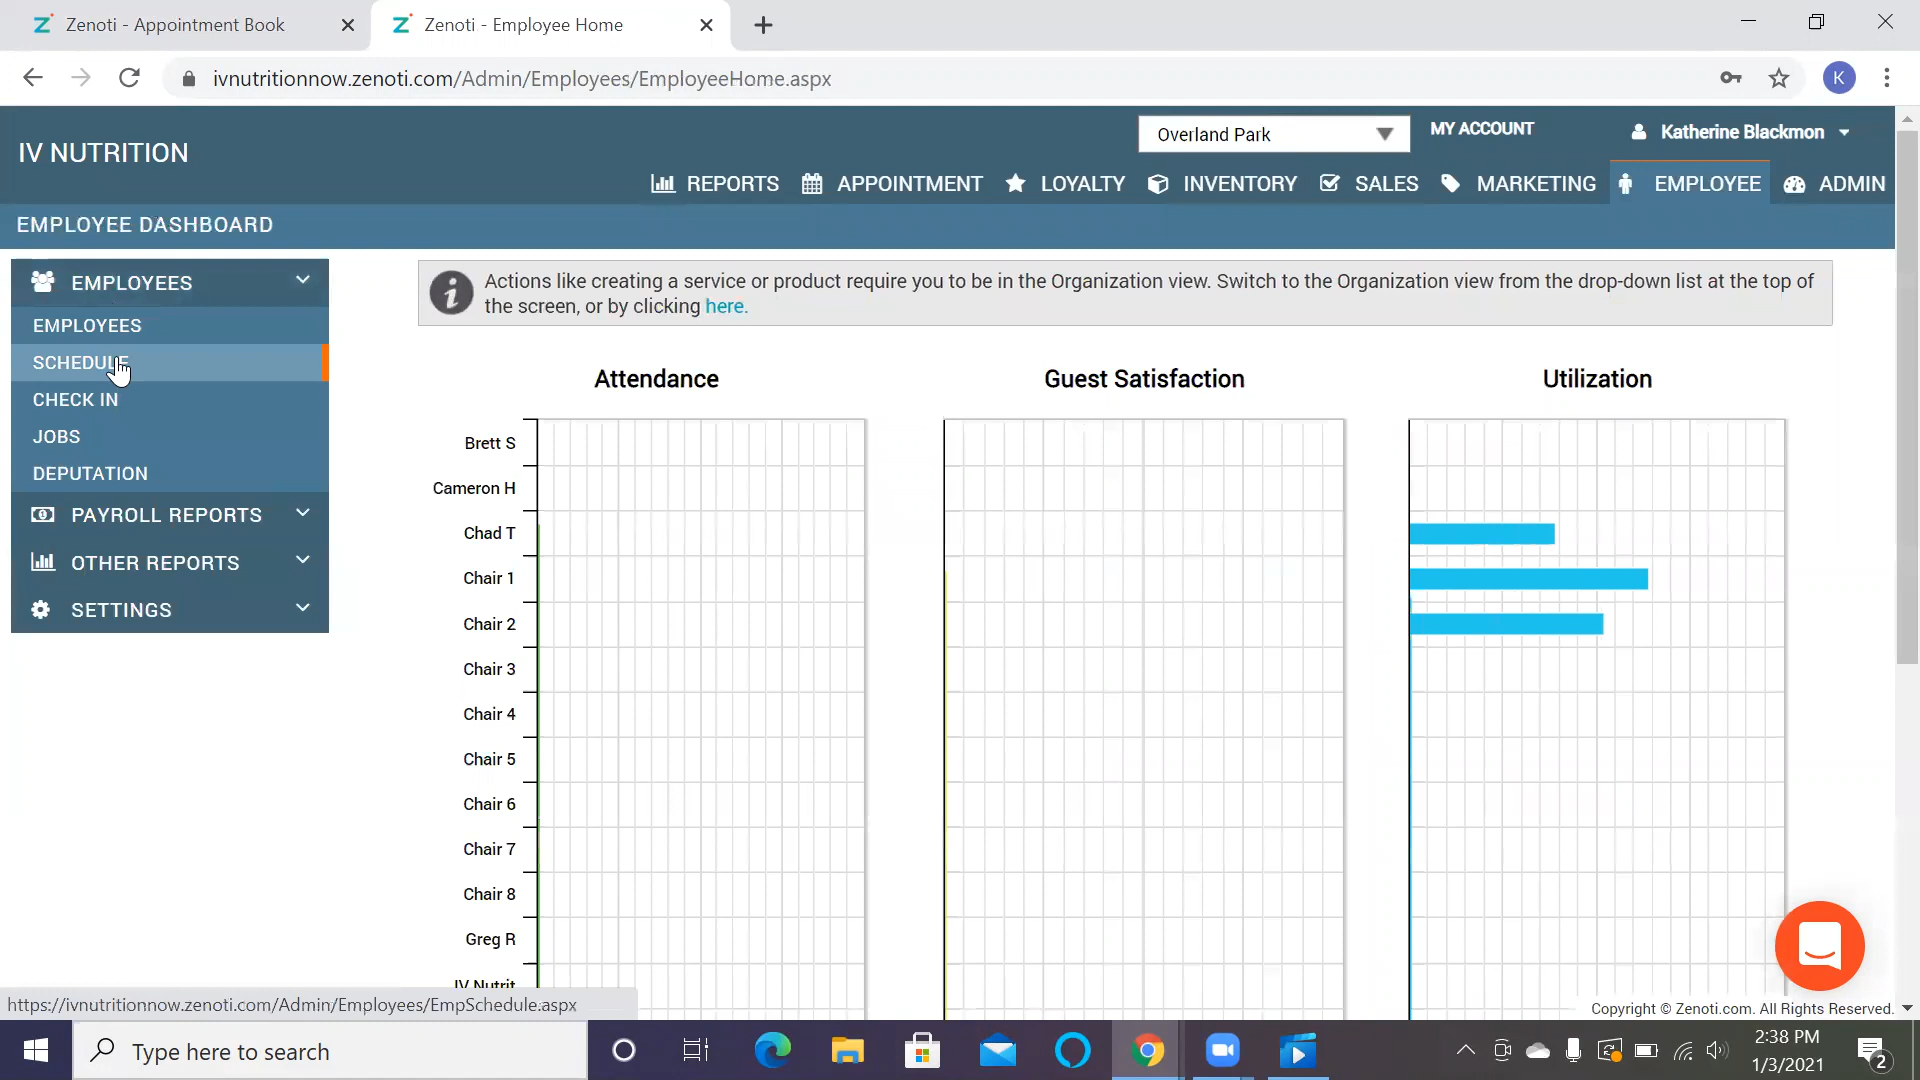 Zenoti - Appointment Book
Zenoti - Employee Home
ivnutritionnow.zenoti.com/Admin/Employees/EmployeeHome.aspx
K
IV NUTRITION
Overland Park
MY ACCOUNT
Katherine Blackmon
REPORTS
APPOINTMENT
LOYALTY
INVENTORY
SALES
MARKETING
EMPLOYEE
ADMIN
EMPLOYEE DASHBOARD
EMPLOYEES
EMPLOYEES
SCHEDULE
CHECK IN
JOBS
DEPUTATION
PAYROLL REPORTS
OTHER REPORTS
SETTINGS
Actions like creating a service or product require you to be in the Organization view. Switch to the Organization view from the drop-down list at the top of
the screen, or by clicking here.
Attendance
Guest Satisfaction
Utilization
Brett S
Cameron H
Chad T
Chair 1
Chair 2
Chair 3
Chair 4
Chair 5
Chair 6
Chair 7
Chair 8
Greg R
IV Nutrit
https://ivnutritionnow.zenoti.com/Admin/Employees/EmpSchedule.aspx
Copyright © Zenoti.com. All Rights Reserved.
Type here to search
2:38 PM
1/3/2021
2